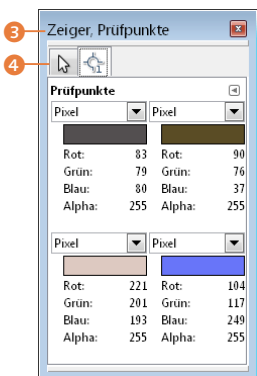 3 Zeiger, Prüfpunkte
4 1
Prüfpunkte
Pixel Pixel
Rot: 83 Rot: 90
Grün: 79 Grün: 76
Blau: 80 Blau: 37
Alpha: 255 Alpha: 255
Pixel Pixel
Rot: 221 Rot: 104
Grün: 201 Grün: 117
Blau: 193 Blau: 249
Alpha: 255 Alpha: 255